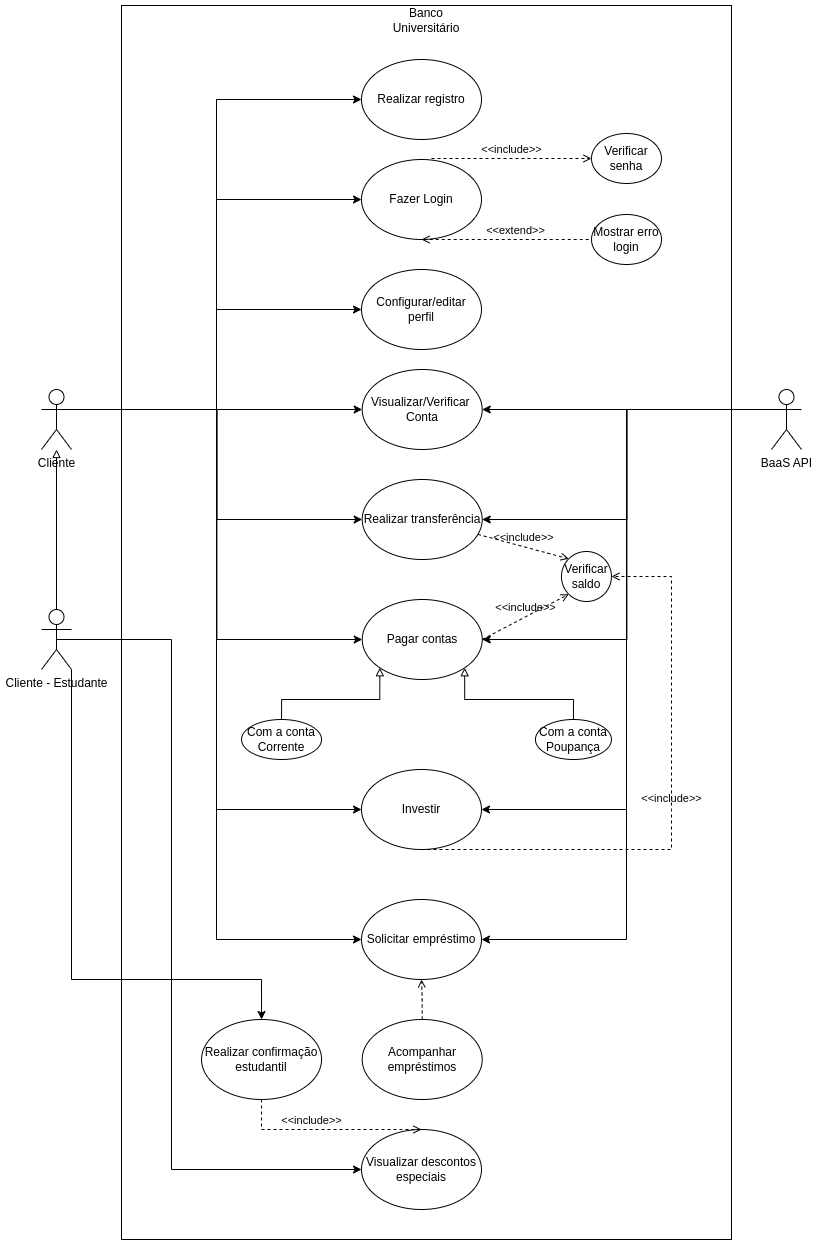 Banco
Universitário
Realizar registro
<<include>>
Verificar
senha
Fazer Login
<<extend>>
Mostrar erro
login
Configurar/editar
perfil
Visualizar/Verificar
Conta
Cliente
BaaS API
Realizar transferência
<<include>>
Verificar
saldo
<<include>>
Pagar contas
Cliente - Estudante
Com a conta
Corrente
Com a conta
Poupança
Investir
<<include>>
Solicitar empréstimo
Realizar confirmação
estudantil
Acompanhar
empréstimos
<<include>>
Visualizar descontos
especiais